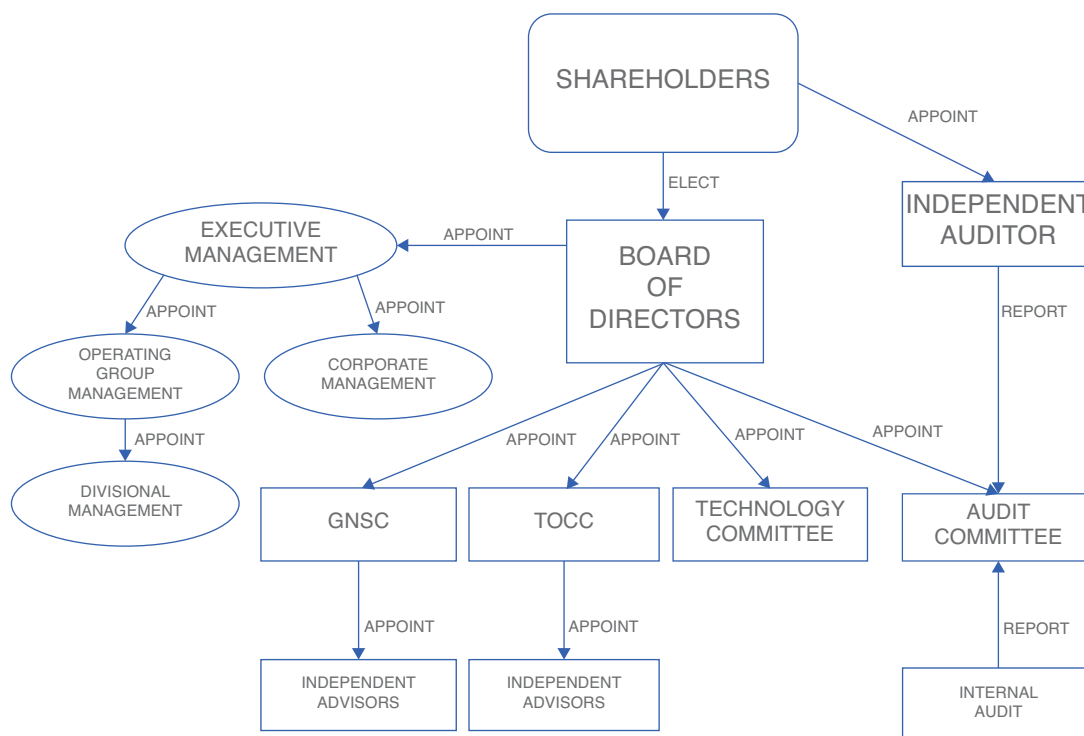 SHAREHOLDERS
APPOINT
ELECT
INDEPENDENT
AUDITOR
EXECUTIVE
MANAGEMENT
APPOINT
BOARD
OF
DIRECTORS
APPOINT
APPOINT
REPORT
OPERATING
GROUP
MANAGEMENT
CORPORATE
MANAGEMENT
APPOINT
APPOINT
APPOINT
APPOINT
APPOINT
DIVISIONAL
MANAGEMENT
GNSC
TOCC
TECHNOLOGY
COMMITTEE
AUDIT
COMMITTEE
APPOINT
APPOINT
REPORT
INDEPENDENT
ADVISORS
INDEPENDENT
ADVISORS
INTERNAL
AUDIT